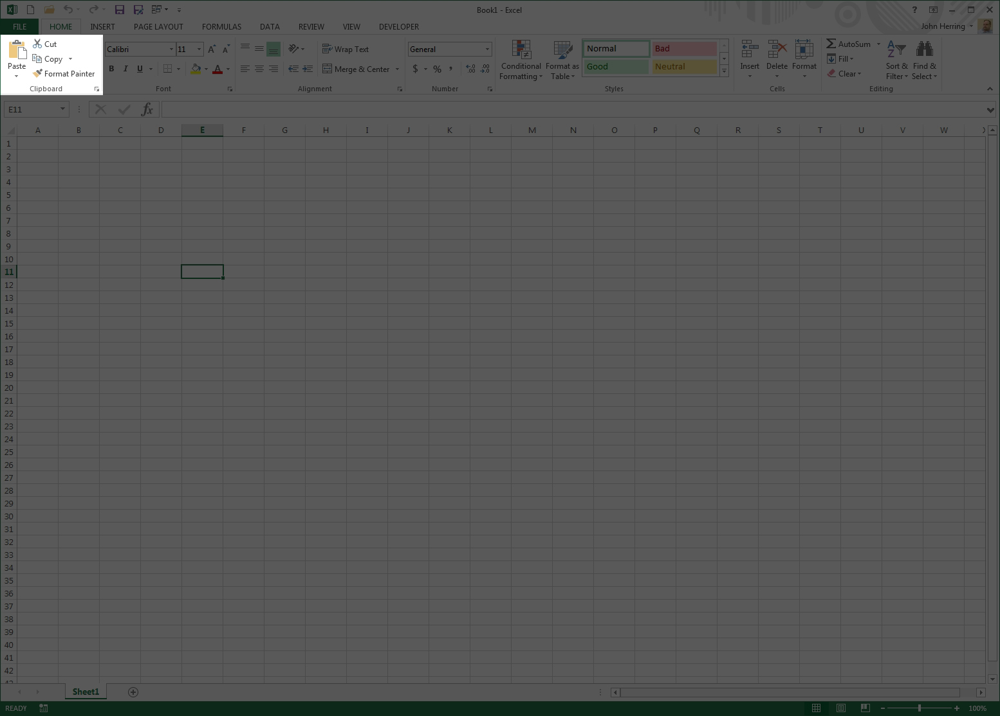 Book1 - Excel
?
FILE HOME INSERT PAGE LAYOUT FORMULAS DATA REVIEW VIEW DEVELOPER John Herring
Paste
Cut
Copy
Format Painter
Clipboard
Calibri 11
B I U
Font
Wrap Text
Merge & Center
Alignment
General
$ % ,
Number
Conditional Formatting
Format as Table
Normal Bad
Good Neutral
Styles
Insert Delete Format
Cells
AutoSum
Fill
Clear
Sort & Filter
Find & Select
Editing
E11 fx
A B C D E F G H I J K L M N O P Q R S T U V W X
1
2
3
4
5
6
7
8
9
10
11
12
13
14
15
16
17
18
19
20
21
22
23
24
25
26
27
28
29
30
31
32
33
34
35
36
37
38
39
40
41
42
43
Sheet1
READY 100%